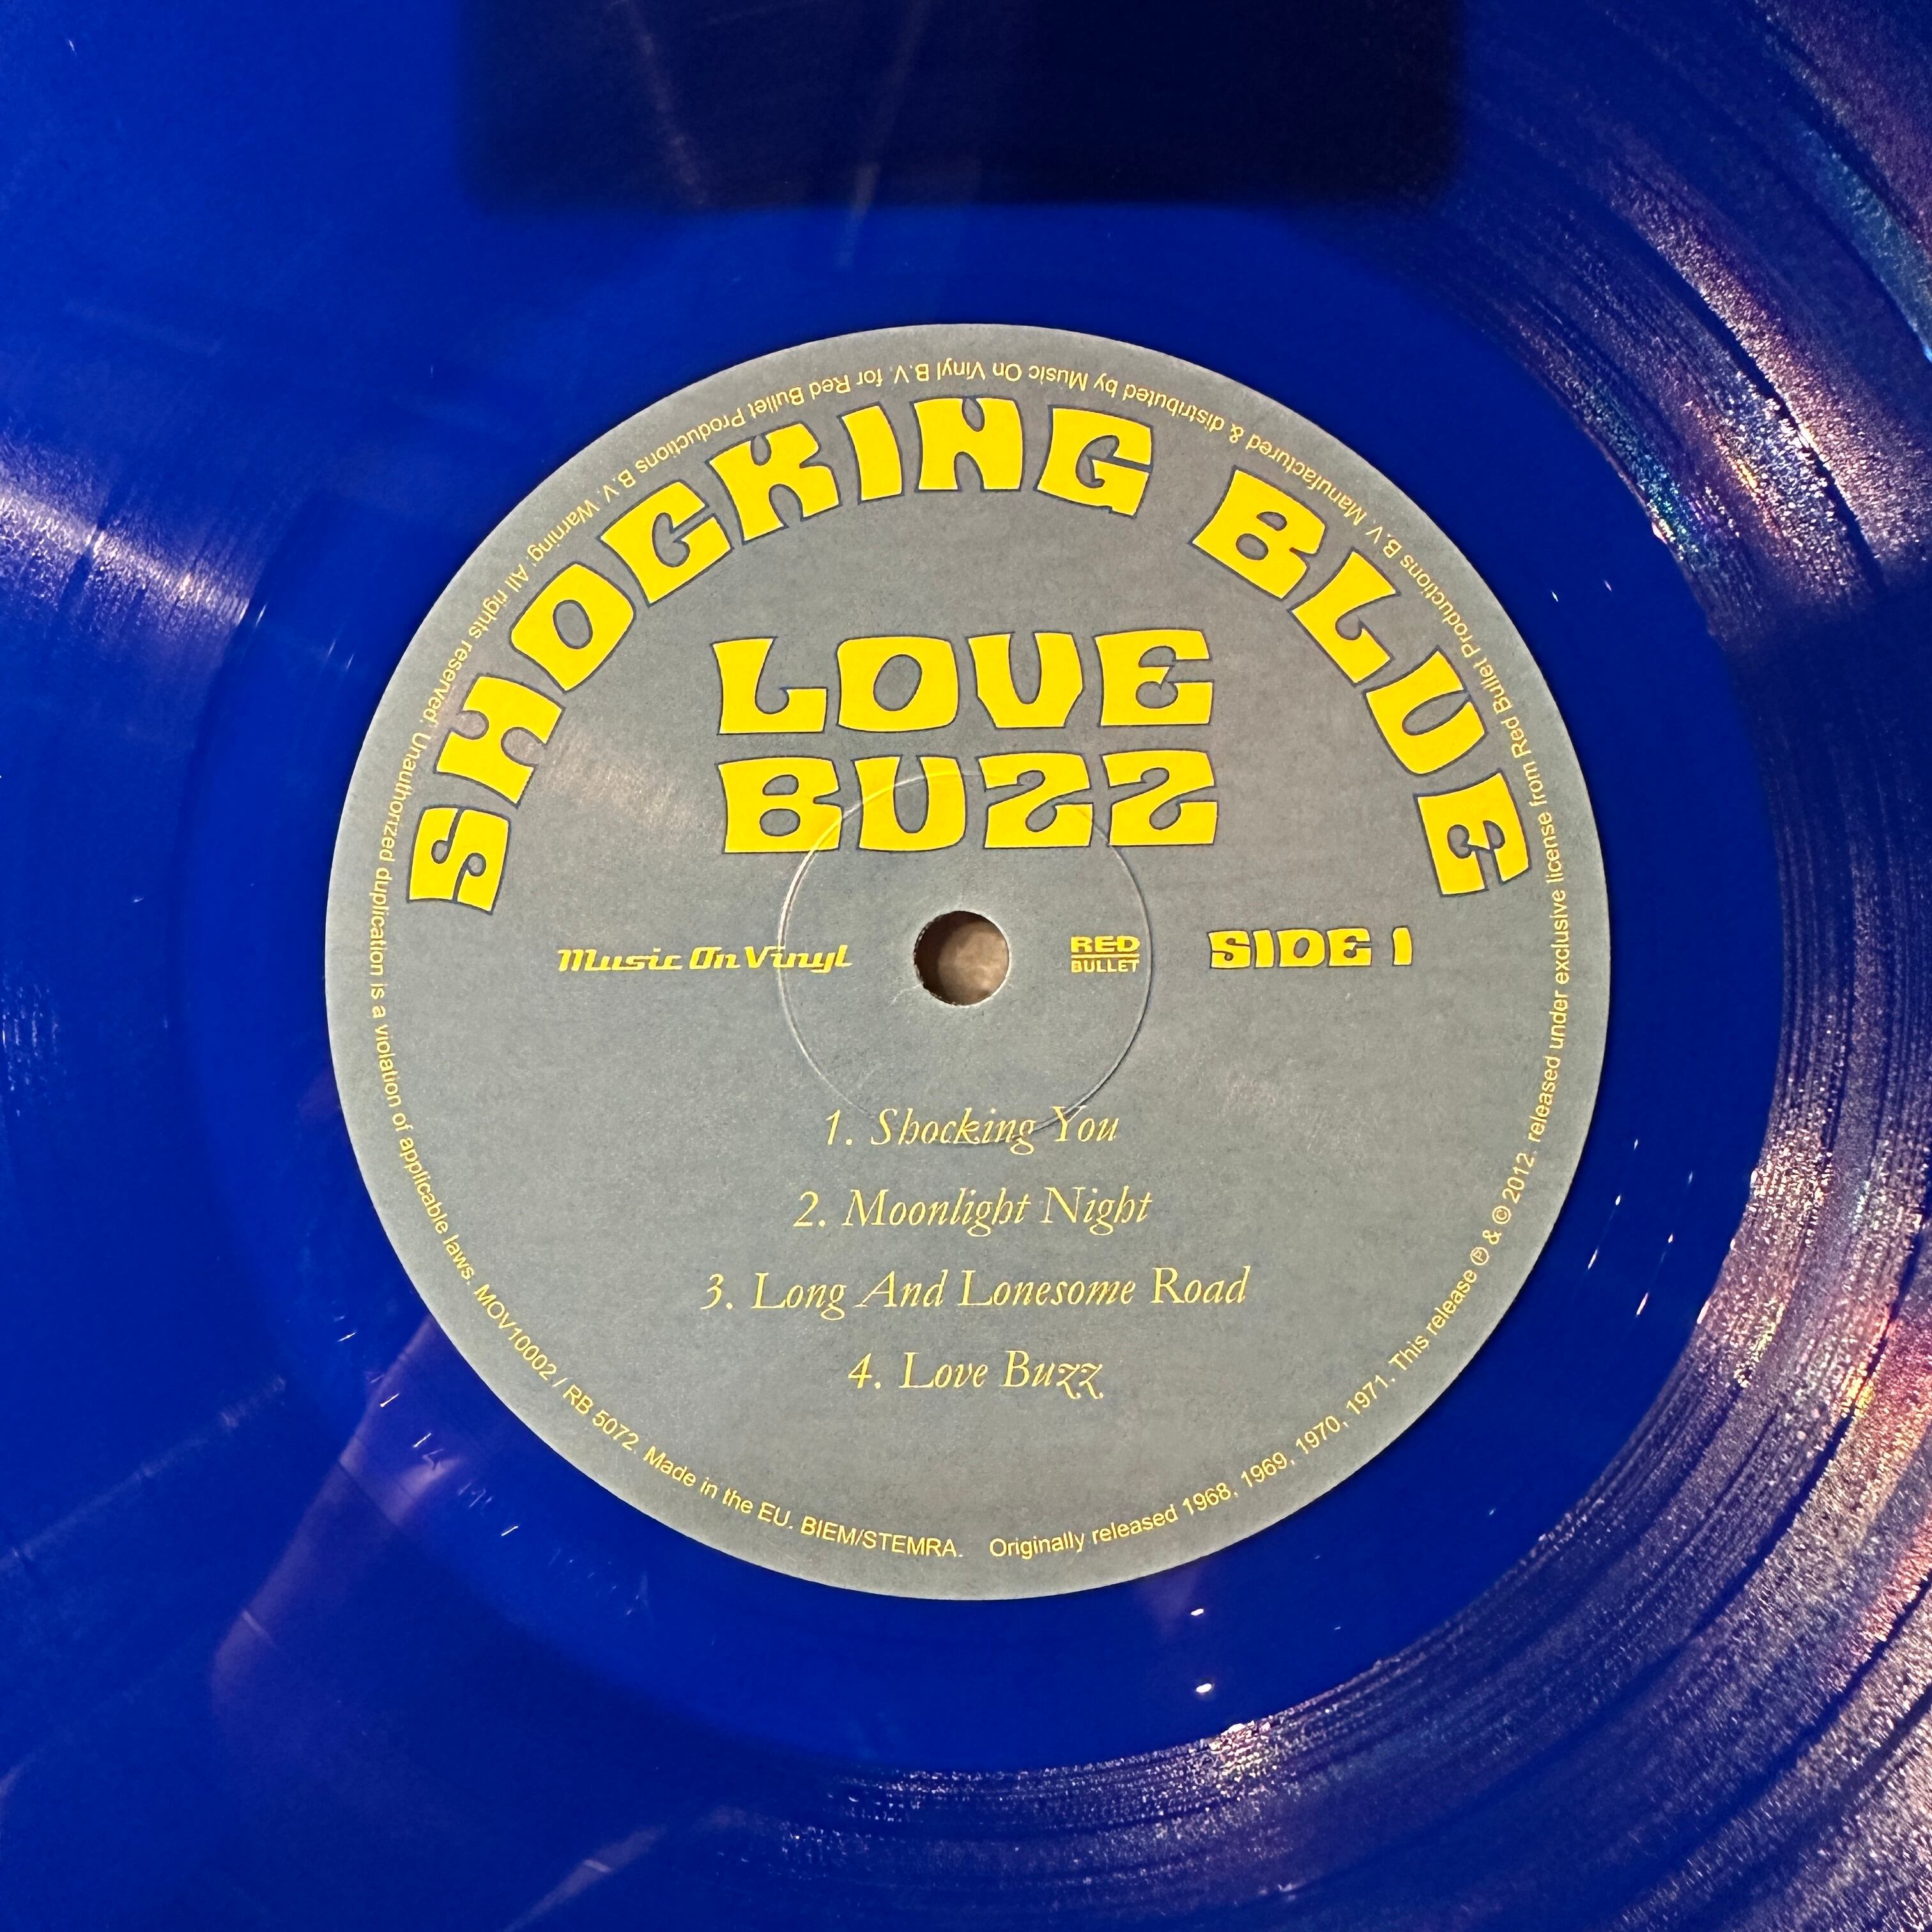 SHOCKING BLUE
LOVE
BUZZ
Music On Vinyl
RED
BULLET
SIDE 1
1. Shocking You
2. Moonlight Night
3. Long And Lonesome Road
4. Love Buzz
Originally released 1968, 1969, 1970, 1971. This release ℗ & © 2012. released under exclusive license from Red Bullet Productions B.V. Manufactured & distributed by Music On Vinyl B.V. for Red Bullet Productions B.V. Warning: All rights reserved. Unauthorized duplication is a violation of applicable laws. MOV10002 / RB 5072. Made in the EU. BIEM/STEMRA.